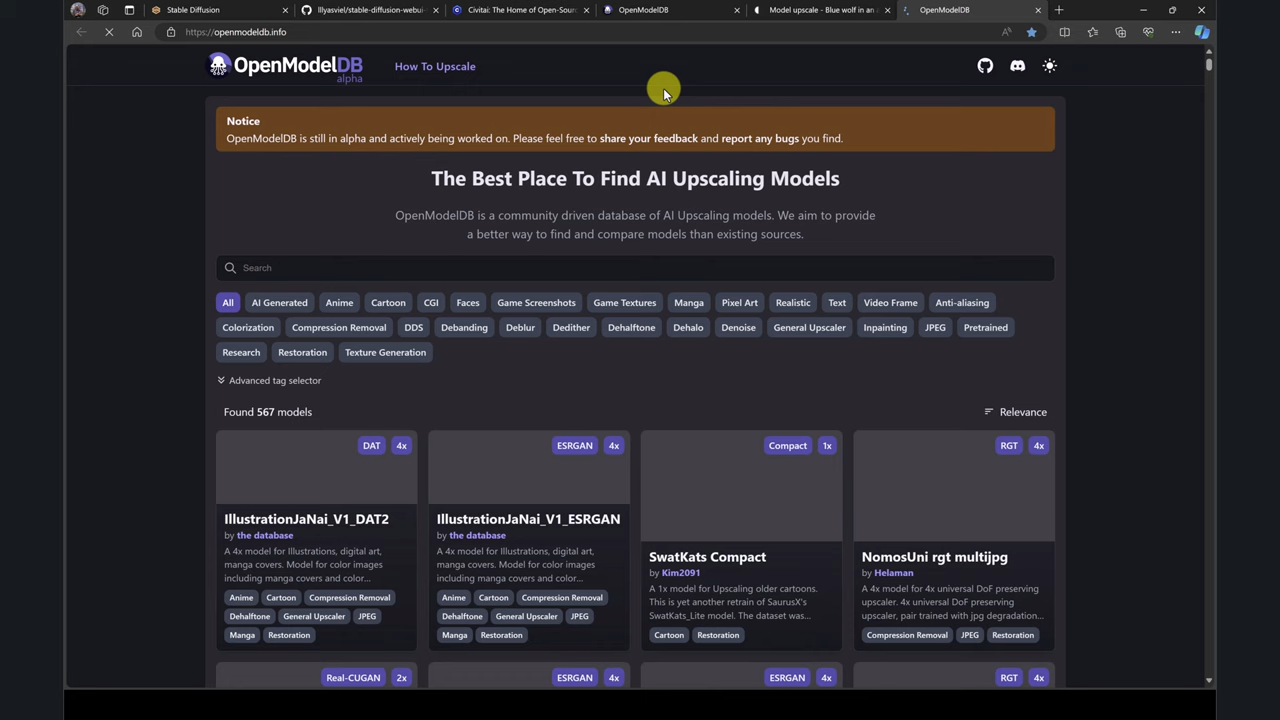 Stable Diffusion
lllyasviel/stable-diffusion-webui-
Civitai: The Home of Open-Sour
OpenModelDB
Model upscale - Blue wolf in an a
OpenModelDB
https://openmodeldb.info
OpenModelDB
alpha
How To Upscale
Notice
OpenModelDB is still in alpha and actively being worked on. Please feel free to share your feedback and report any bugs you find.
The Best Place To Find AI Upscaling Models
OpenModelDB is a community driven database of AI Upscaling models. We aim to provide
a better way to find and compare models than existing sources.
Search
All AI Generated Anime Cartoon CGI Faces Game Screenshots Game Textures Manga Pixel Art Realistic Text Video Frame Anti-aliasing
Colorization Compression Removal DDS Debanding Deblur Dedither Dehalftone Dehalo Denoise General Upscaler Inpainting JPEG Pretrained
Research Restoration Texture Generation
Advanced tag selector
Found 567 models
Relevance
DAT 4x
IllustrationJaNai_V1_DAT2
by the database
A 4x model for Illustrations, digital art,
manga covers. Model for color images
including manga covers and color...
Anime Cartoon Compression Removal
Dehalftone General Upscaler JPEG
Manga Restoration
ESRGAN 4x
IllustrationJaNai_V1_ESRGAN
by the database
A 4x model for Illustrations, digital art,
manga covers. Model for color images
including manga covers and color...
Anime Cartoon Compression Removal
Dehalftone General Upscaler JPEG
Manga Restoration
Compact 1x
SwatKats Compact
by Kim2091
A 1x model for Upscaling older cartoons.
This is yet another retrain of SaurusX's
SwatKats_Lite model. The dataset was...
Cartoon Restoration
RGT 4x
NomosUni rgt multijpg
by Helaman
A 4x model for 4x universal DoF preserving
upscaler. 4x universal DoF preserving
upscaler, pair trained with jpg degradation...
Compression Removal JPEG Restoration
Real-CUGAN 2x
ESRGAN 4x
ESRGAN 4x
RGT 4x